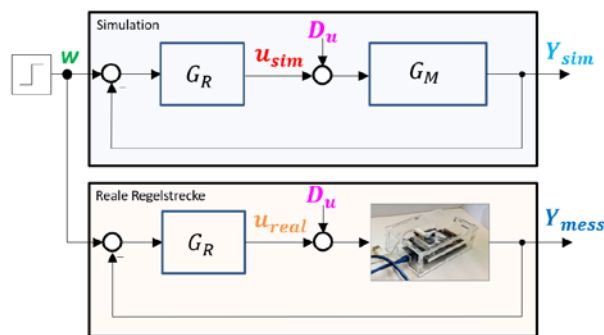 Simulation
w
G_R
u_sim
D_u
G_M
Y_sim
Reale Regelstrecke
G_R
u_real
D_u
Y_mess